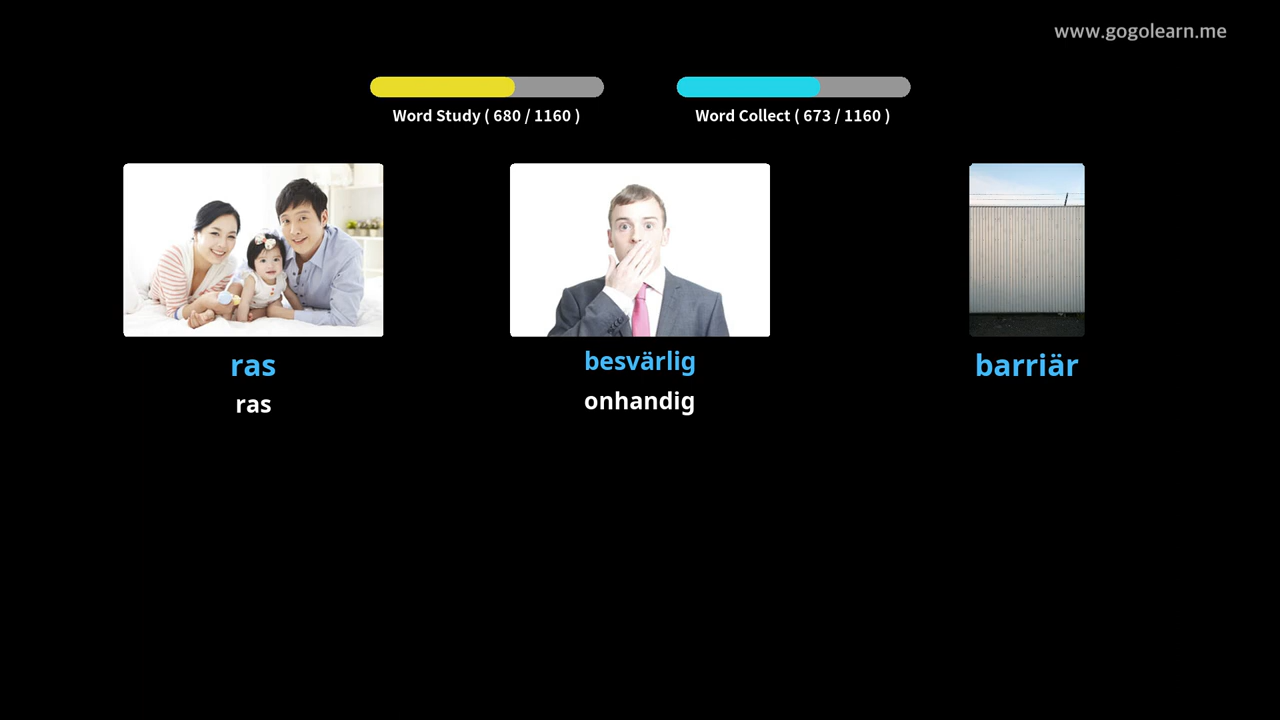 www.gogolearn.me
Word Study ( 680 / 1160 )
Word Collect ( 673 / 1160 )
ras
ras
besvärlig
onhandig
barriär